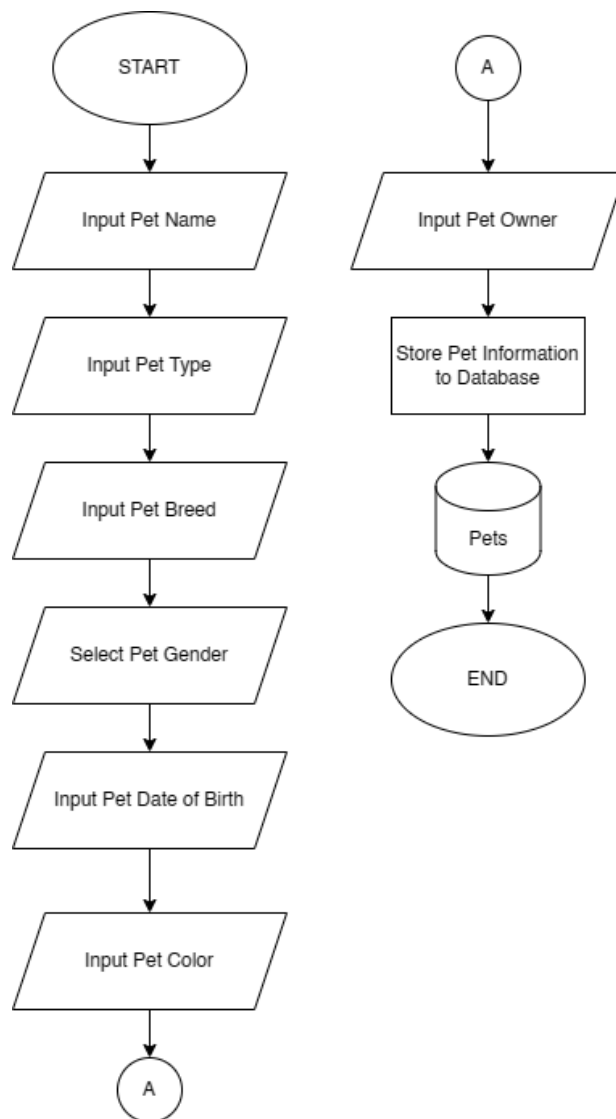 START
Input Pet Name
Input Pet Type
Input Pet Breed
Select Pet Gender
Input Pet Date of Birth
Input Pet Color
A
A
Input Pet Owner
Store Pet Information
to Database
Pets
END